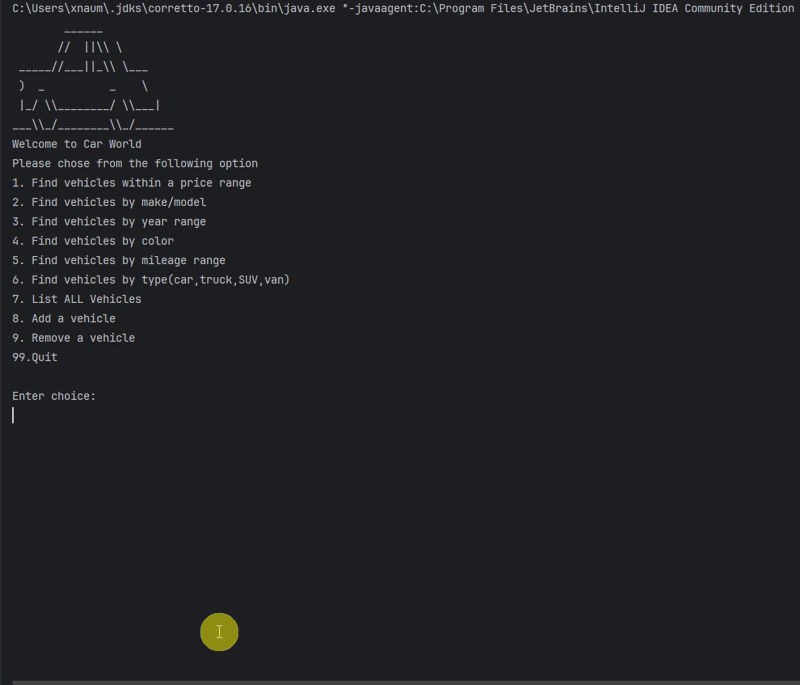 C:\Users\xnaum\.jdks\corretto-17.0.16\bin\java.exe "-javaagent:C:\Program Files\JetBrains\IntelliJ IDEA Community Edition
        ______
       //  ||\\ \
 _____//___||_\\ \___
 )  _          _    \
 |_/ \\________/ \\___|
___\\_/________\\_/______
Welcome to Car World
Please chose from the following option
1. Find vehicles within a price range
2. Find vehicles by make/model
3. Find vehicles by year range
4. Find vehicles by color
5. Find vehicles by mileage range
6. Find vehicles by type(car,truck,SUV,van)
7. List ALL Vehicles
8. Add a vehicle
9. Remove a vehicle
99.Quit
Enter choice: